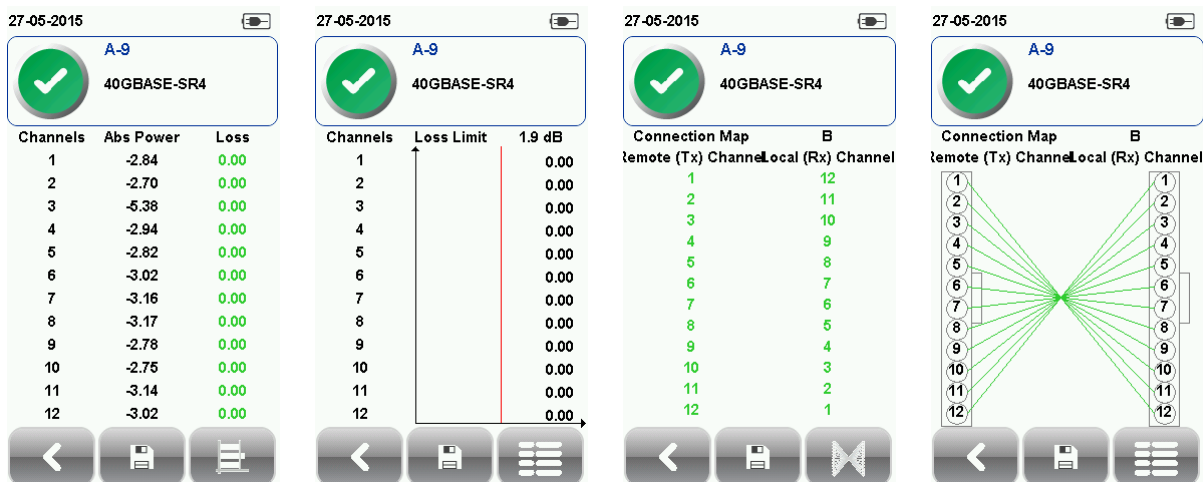 27-05-2015
A-9
40GBASE-SR4
Channels Abs Power Loss
1 -2.84 0.00
2 -2.70 0.00
3 -5.38 0.00
4 -2.94 0.00
5 -2.82 0.00
6 -3.02 0.00
7 -3.16 0.00
8 -3.17 0.00
9 -2.78 0.00
10 -2.75 0.00
11 -3.14 0.00
12 -3.02 0.00
27-05-2015
A-9
40GBASE-SR4
Channels Loss Limit 1.9 dB
1 0.00
2 0.00
3 0.00
4 0.00
5 0.00
6 0.00
7 0.00
8 0.00
9 0.00
10 0.00
11 0.00
12 0.00
27-05-2015
A-9
40GBASE-SR4
Connection Map B
Remote (Tx) Channel Local (Rx) Channel
1 12
2 11
3 10
4 9
5 8
6 7
7 6
8 5
9 4
10 3
11 2
12 1
27-05-2015
A-9
40GBASE-SR4
Connection Map B
Remote (Tx) Channel Local (Rx) Channel
1 1
2 2
3 3
4 4
5 5
6 6
7 7
8 8
9 9
10 10
11 11
12 12